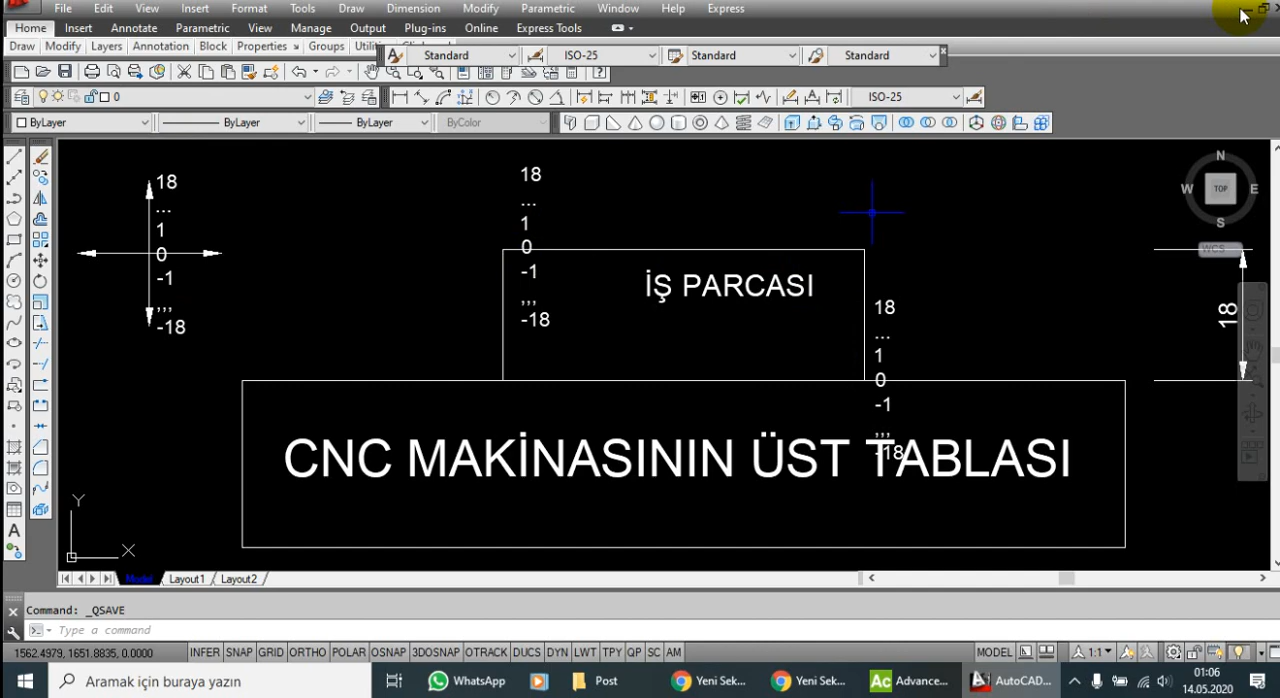 File Edit View Insert Format Tools Draw Dimension Modify Parametric Window Help Express
Home Insert Annotate Parametric View Manage Output Plug-ins Online Express Tools
Draw Modify Layers Annotation Block Properties Groups
Standard ISO-25 Standard Standard
0 ISO-25
ByLayer ByLayer ByLayer ByColor
18
...
1
0
-1
,,,
-18
18
...
1
0
-1
,,,
-18
İŞ PARCASI
18
...
1
0
-1
,,,
-18
18
CNC MAKİNASININ ÜST TABLASI
N
W TOP E
S
WCS
Y
X
Model Layout1 Layout2
Command: _QSAVE
Type a command
1562.4979, 1651.8835, 0.0000 INFER SNAP GRID ORTHO POLAR OSNAP 3DOSNAP OTRACK DUCS DYN LWT TPY QP SC AM MODEL 1:1
Aramak için buraya yazın WhatsApp Post Yeni Sek... Yeni Sek... Ac Advance... AutoCAD... 01:06
14.05.2020